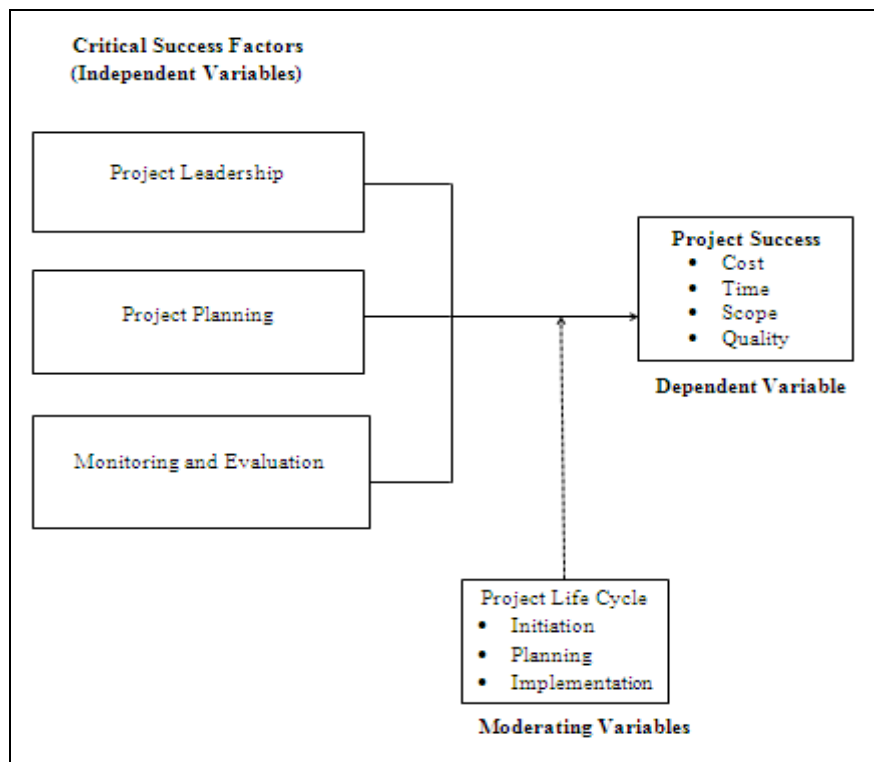 Critical Success Factors
(Independent Variables)
Project Leadership
Project Planning
Monitoring and Evaluation
Project Success
• Cost
• Time
• Scope
• Quality
Dependent Variable
Project Life Cycle
• Initiation
• Planning
• Implementation
Moderating Variables